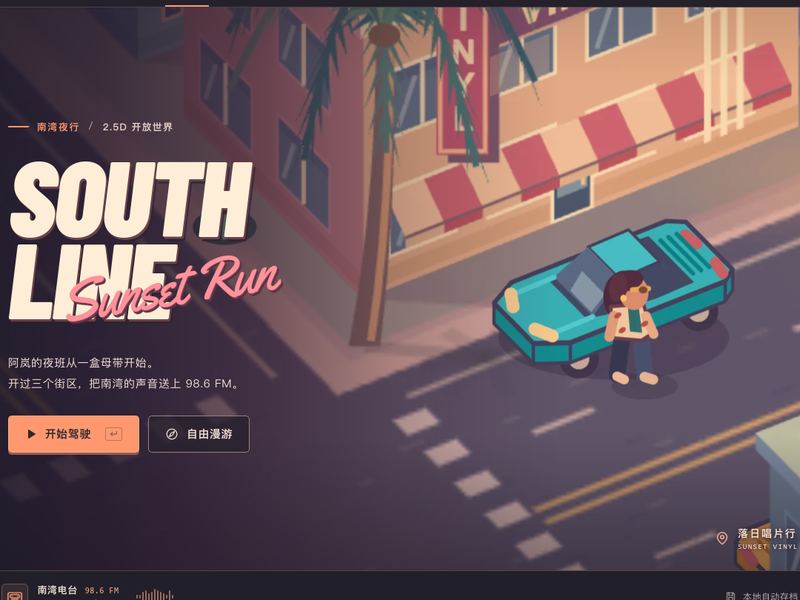 南湾夜行 / 2.5D 开放世界
SOUTH
LINE
Sunset Run
阿岚的夜班从一盒母带开始。
开过三个街区，把南湾的声音送上 98.6 FM。
开始驾驶
自由漫游
落日唱片行
SUNSET VINYL
南湾电台 98.6 FM
本地自动存档